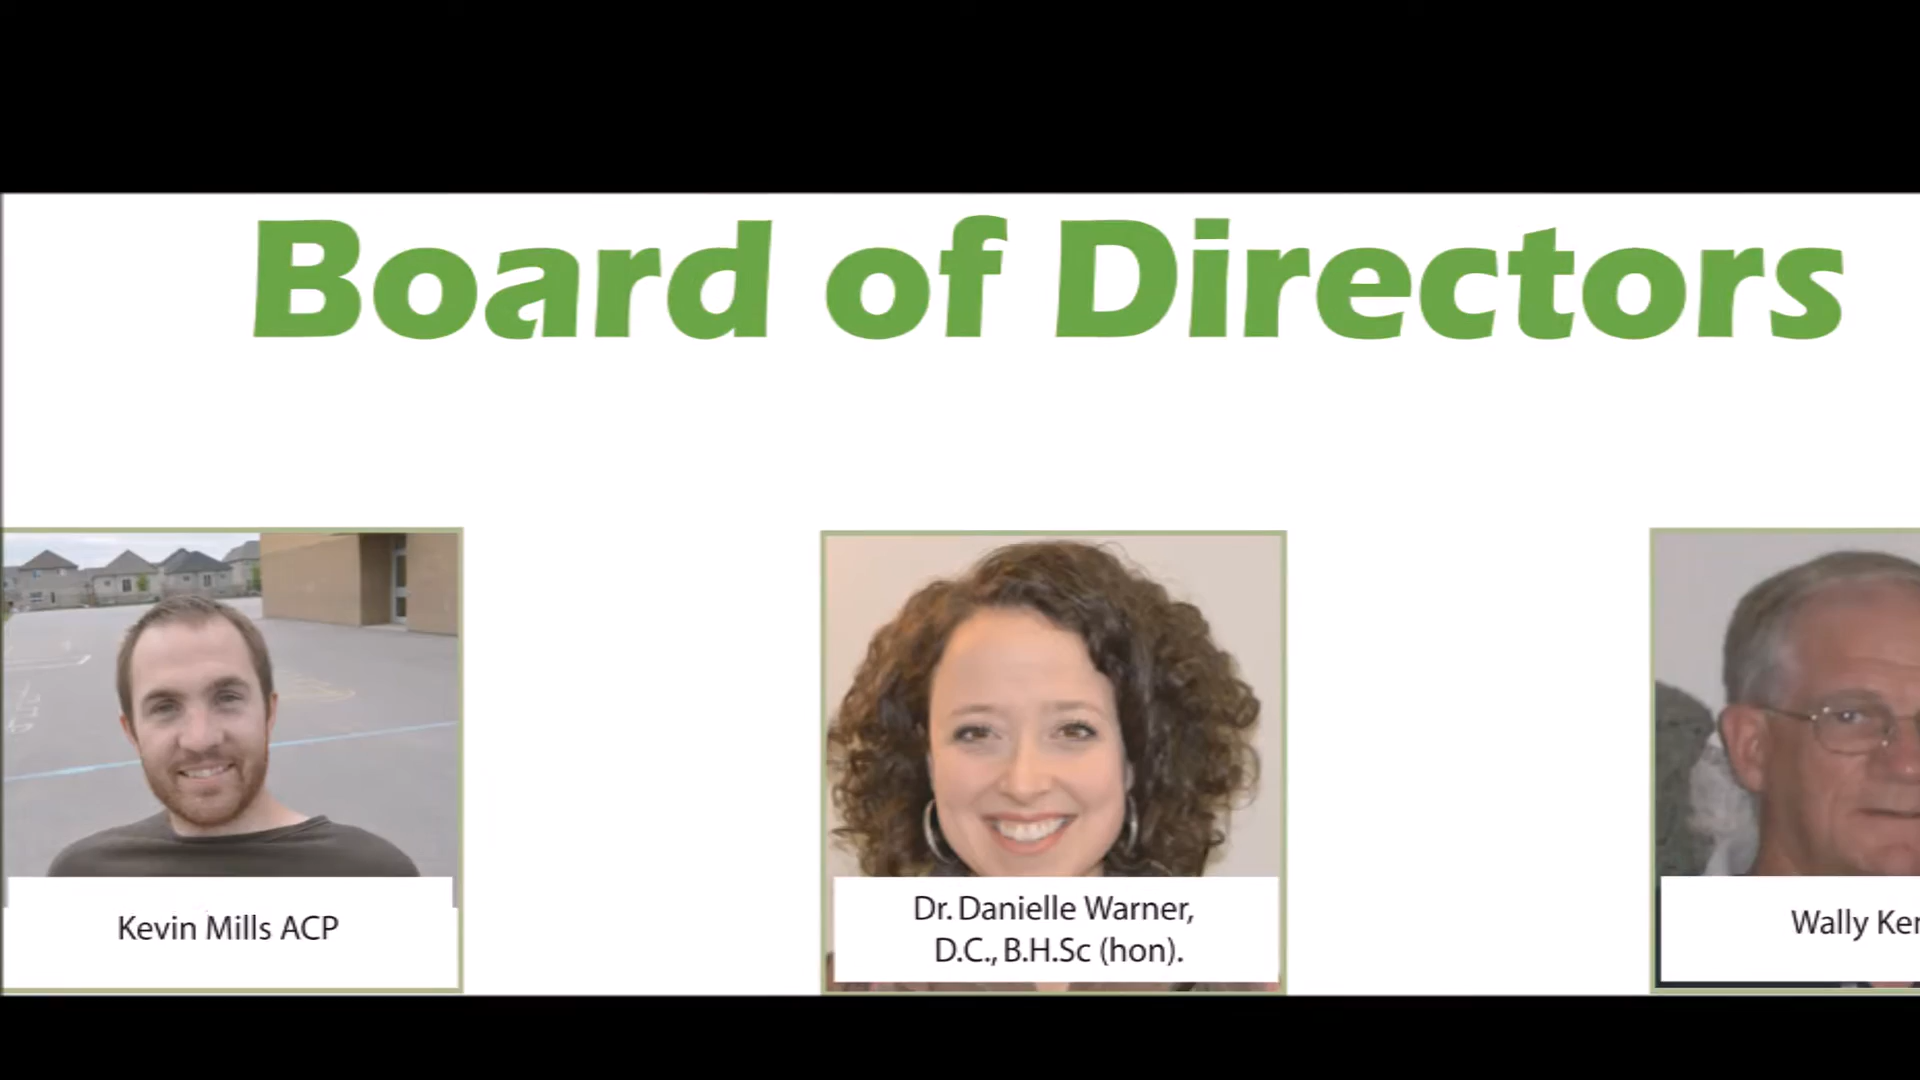 Board of Directors
Kevin Mills ACP
Dr. Danielle Warner,
D.C., B.H.Sc (hon).
Wally